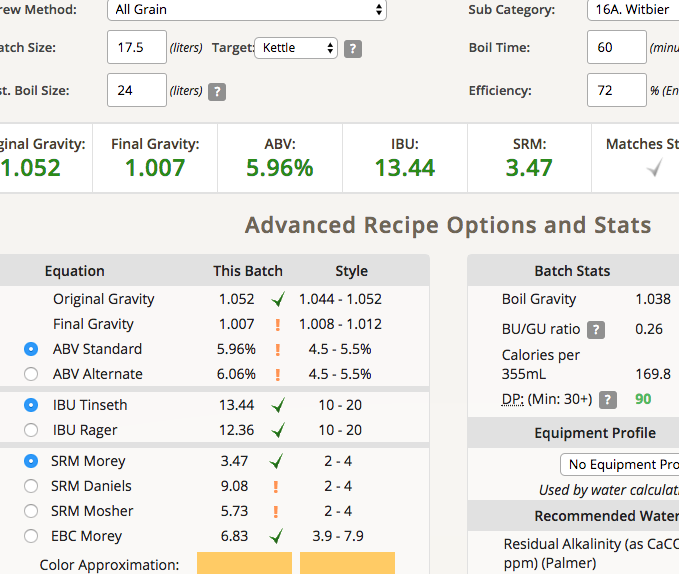 rew Method: All Grain Sub Category: 16A. Witbier
atch Size: 17.5 (liters) Target: Kettle ? Boil Time: 60 (minu
st. Boil Size: 24 (liters) ? Efficiency: 72 % (En
ginal Gravity: Final Gravity: ABV: IBU: SRM: Matches St
1.052 1.007 5.96% 13.44 3.47
Advanced Recipe Options and Stats
Equation This Batch Style
Original Gravity 1.052 1.044 - 1.052
Final Gravity 1.007 ! 1.008 - 1.012
ABV Standard 5.96% ! 4.5 - 5.5%
ABV Alternate 6.06% ! 4.5 - 5.5%
IBU Tinseth 13.44 10 - 20
IBU Rager 12.36 10 - 20
SRM Morey 3.47 2 - 4
SRM Daniels 9.08 ! 2 - 4
SRM Mosher 5.73 ! 2 - 4
EBC Morey 6.83 3.9 - 7.9
Color Approximation:
Batch Stats
Boil Gravity 1.038
BU/GU ratio ? 0.26
Calories per
355mL 169.8
DP: (Min: 30+) ? 90
Equipment Profile
No Equipment Pro
Used by water calculat
Recommended Water
Residual Alkalinity (as CaCO
ppm) (Palmer)